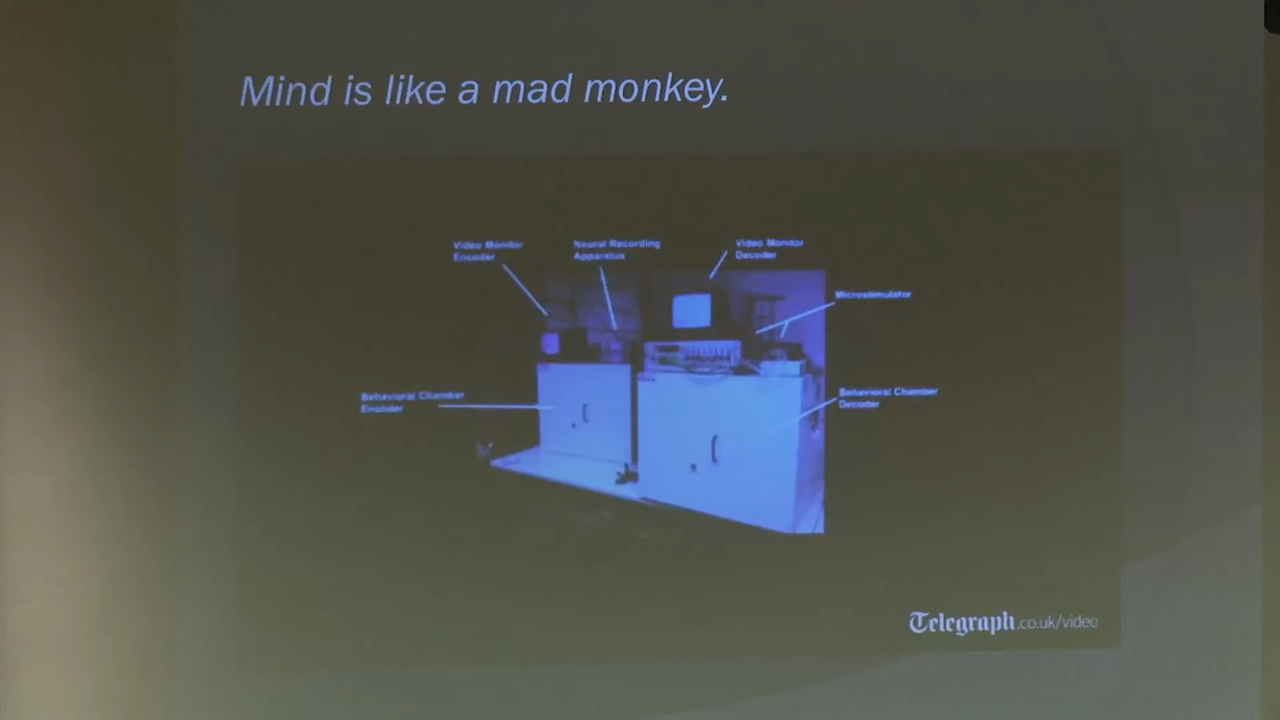 Mind is like a mad monkey.
Video Monitor
Encoder
Neural Recording
Apparatus
Video Monitor
Decoder
Microstimulator
Behavioral Chamber
Encoder
Behavioral Chamber
Decoder
Telegraph.co.uk/video